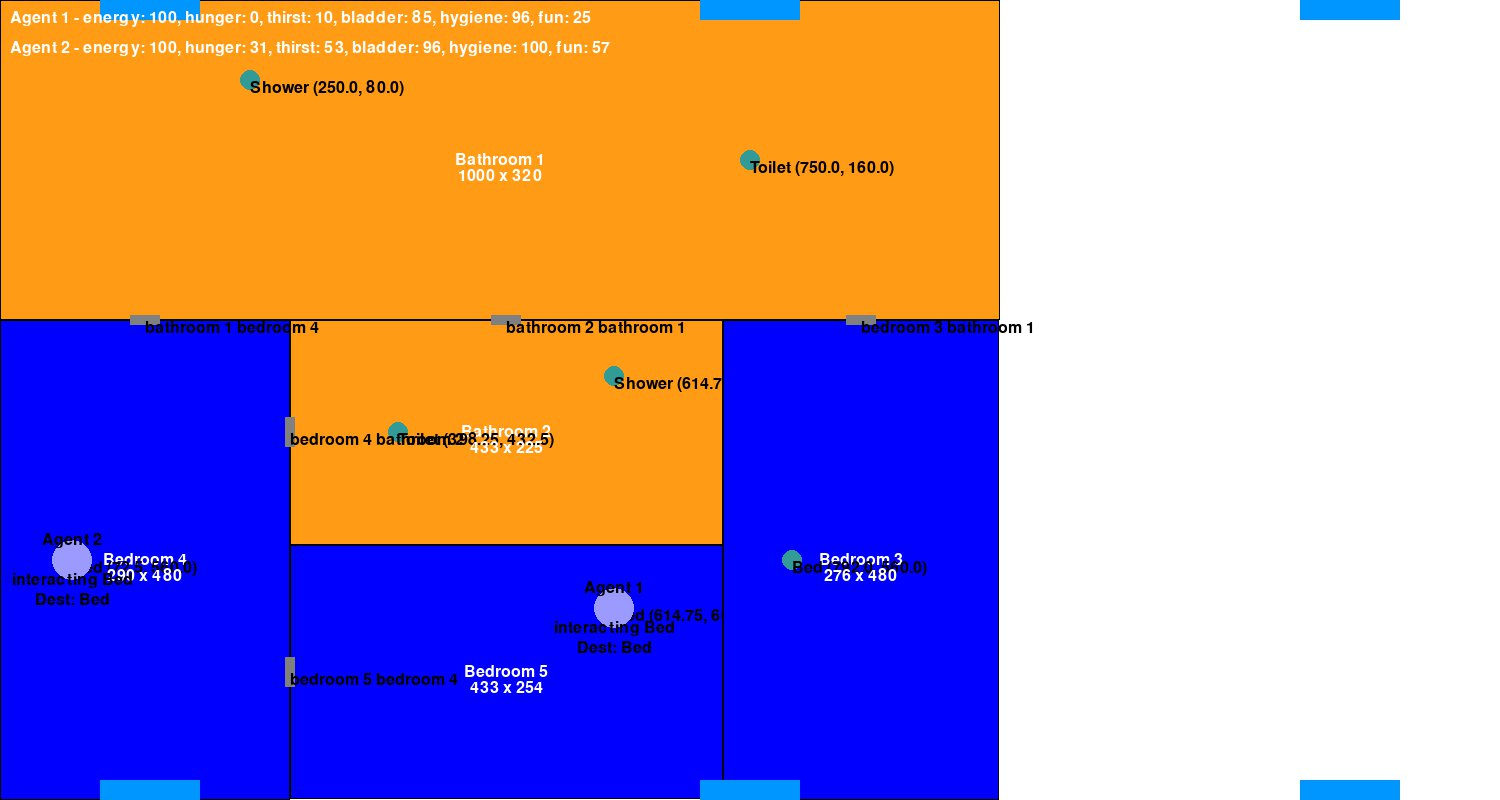 Agent 1 - energy: 100, hunger: 0, thirst: 10, bladder: 85, hygiene: 96, fun: 25
Agent 2 - energy: 100, hunger: 31, thirst: 53, bladder: 96, hygiene: 100, fun: 57
Shower (250.0, 80.0)
Bathroom 1
1000 x 320
Toilet (750.0, 160.0)
bathroom 1 bedroom 4
bathroom 2 bathroom 1
bedroom 3 bathroom 1
Shower (614.7
Bathroom 2
433 x 225
bedroom 4 bathroom 2
Toilet (398.25, 432.5)
Agent 2
Bedroom 4
290 x 480
interacting Bed
Dest: Bed
Bedroom 3
276 x 480
Bed
Agent 1
(614.75, 6
interacting Bed
Dest: Bed
Bedroom 5
433 x 254
bedroom 5 bedroom 4